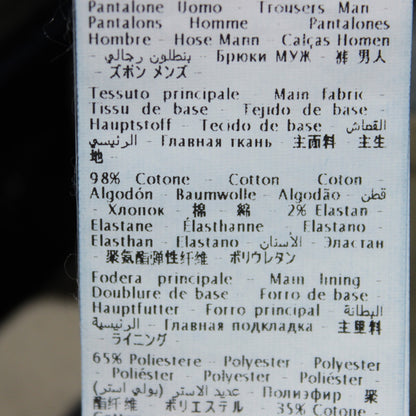 Pantalone Uomo - Trousers Man -
Pantalons Homme - Pantalones
Hombre - Hose Mann - Calças Homen
- بنطلون رجالي - Брюки МУЖ - 裤 男人
- ズボン メンズ -
Tessuto principale - Main fabric -
Tissu de base - Tejido de base -
Hauptstoff - Tecido de base - القماش
الرئيسي - Главная ткань - 主面料 - 主生
地 -
98% Cotone - Cotton - Coton -
Algodón - Baumwolle - Algodão - قطن
- Хлопок - 棉 - 綿 2% Elastan -
Elastane - Élasthanne - Elastano -
Elasthan - Elastano - الأستان - Эластан
- 聚氨酯弹性纤维 - ポリウレタン
Fodera principale - Main lining -
Doublure de base - Forro de base -
Hauptfutter - Forro principal - البطانة
الرئيسية - Главная подкладка - 主里料
- ライニング -
65% Poliestere - Polyester - Polyester
- Poliéster - Polyester - Poliéster -
عديد الاستر (بولي استر) - Полиэфир - 聚
酯纤维 - ポリエステル 35% Cotone